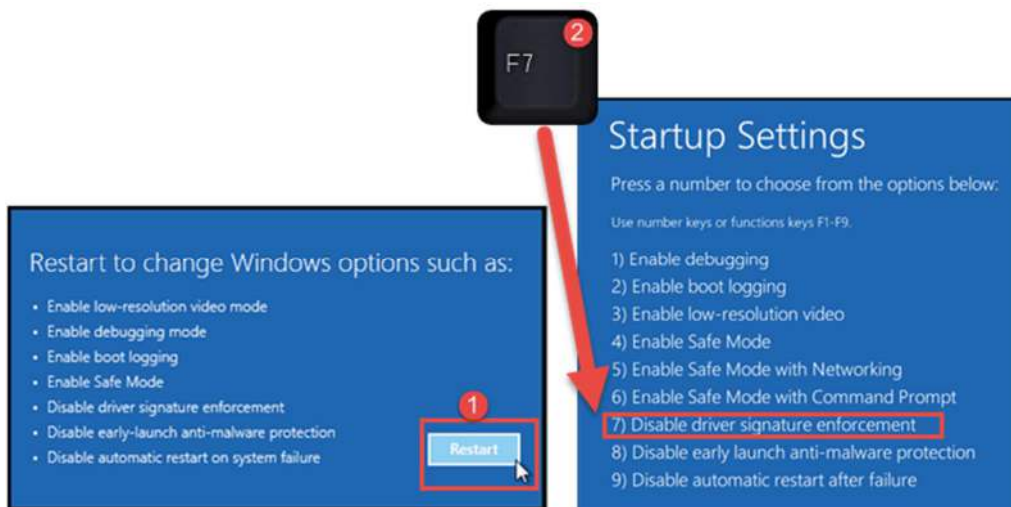 2
F7
Startup Settings
Press a number to choose from the options below:
Use number keys or functions keys F1-F9.
1) Enable debugging
2) Enable boot logging
3) Enable low-resolution video
4) Enable Safe Mode
5) Enable Safe Mode with Networking
6) Enable Safe Mode with Command Prompt
7) Disable driver signature enforcement
8) Disable early launch anti-malware protection
9) Disable automatic restart after failure
Restart to change Windows options such as:
• Enable low-resolution video mode
• Enable debugging mode
• Enable boot logging
• Enable Safe Mode
• Disable driver signature enforcement
• Disable early-launch anti-malware protection
• Disable automatic restart on system failure
1
Restart